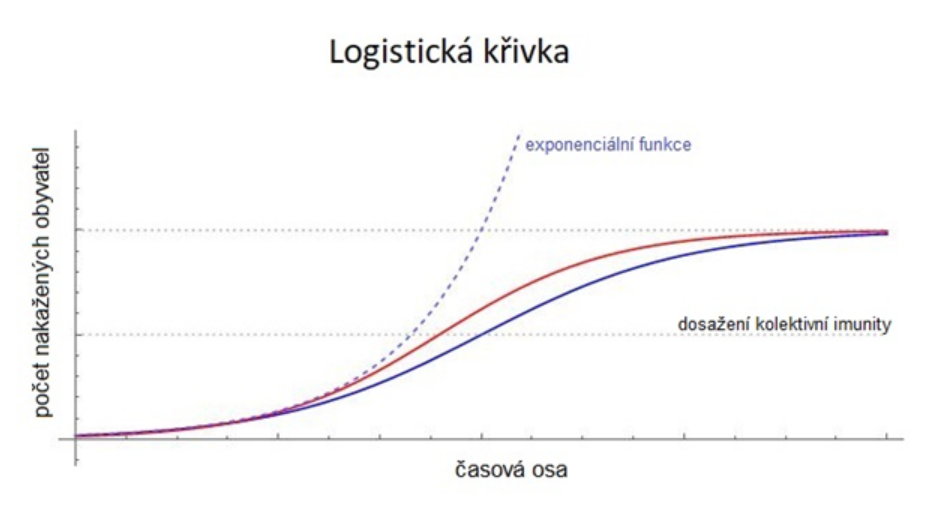 Logistická křivka
exponenciální funkce
počet nakažených obyvatel
dosažení kolektivní imunity
časová osa